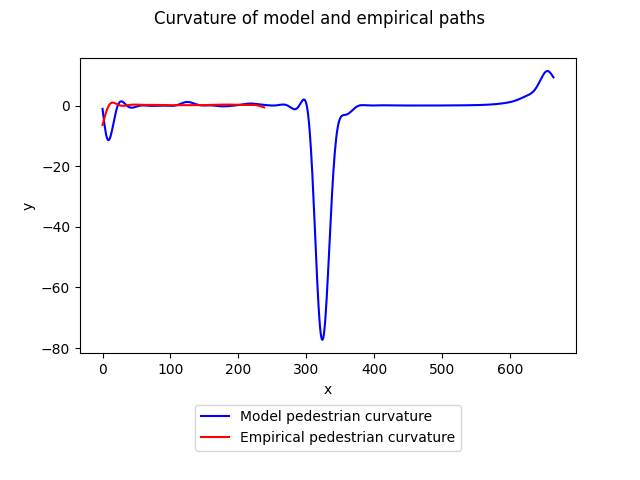 Curvature of model and empirical paths
0
−20
−40
−60
−80
y
0 100 200 300 400 500 600
x
Model pedestrian curvature
Empirical pedestrian curvature